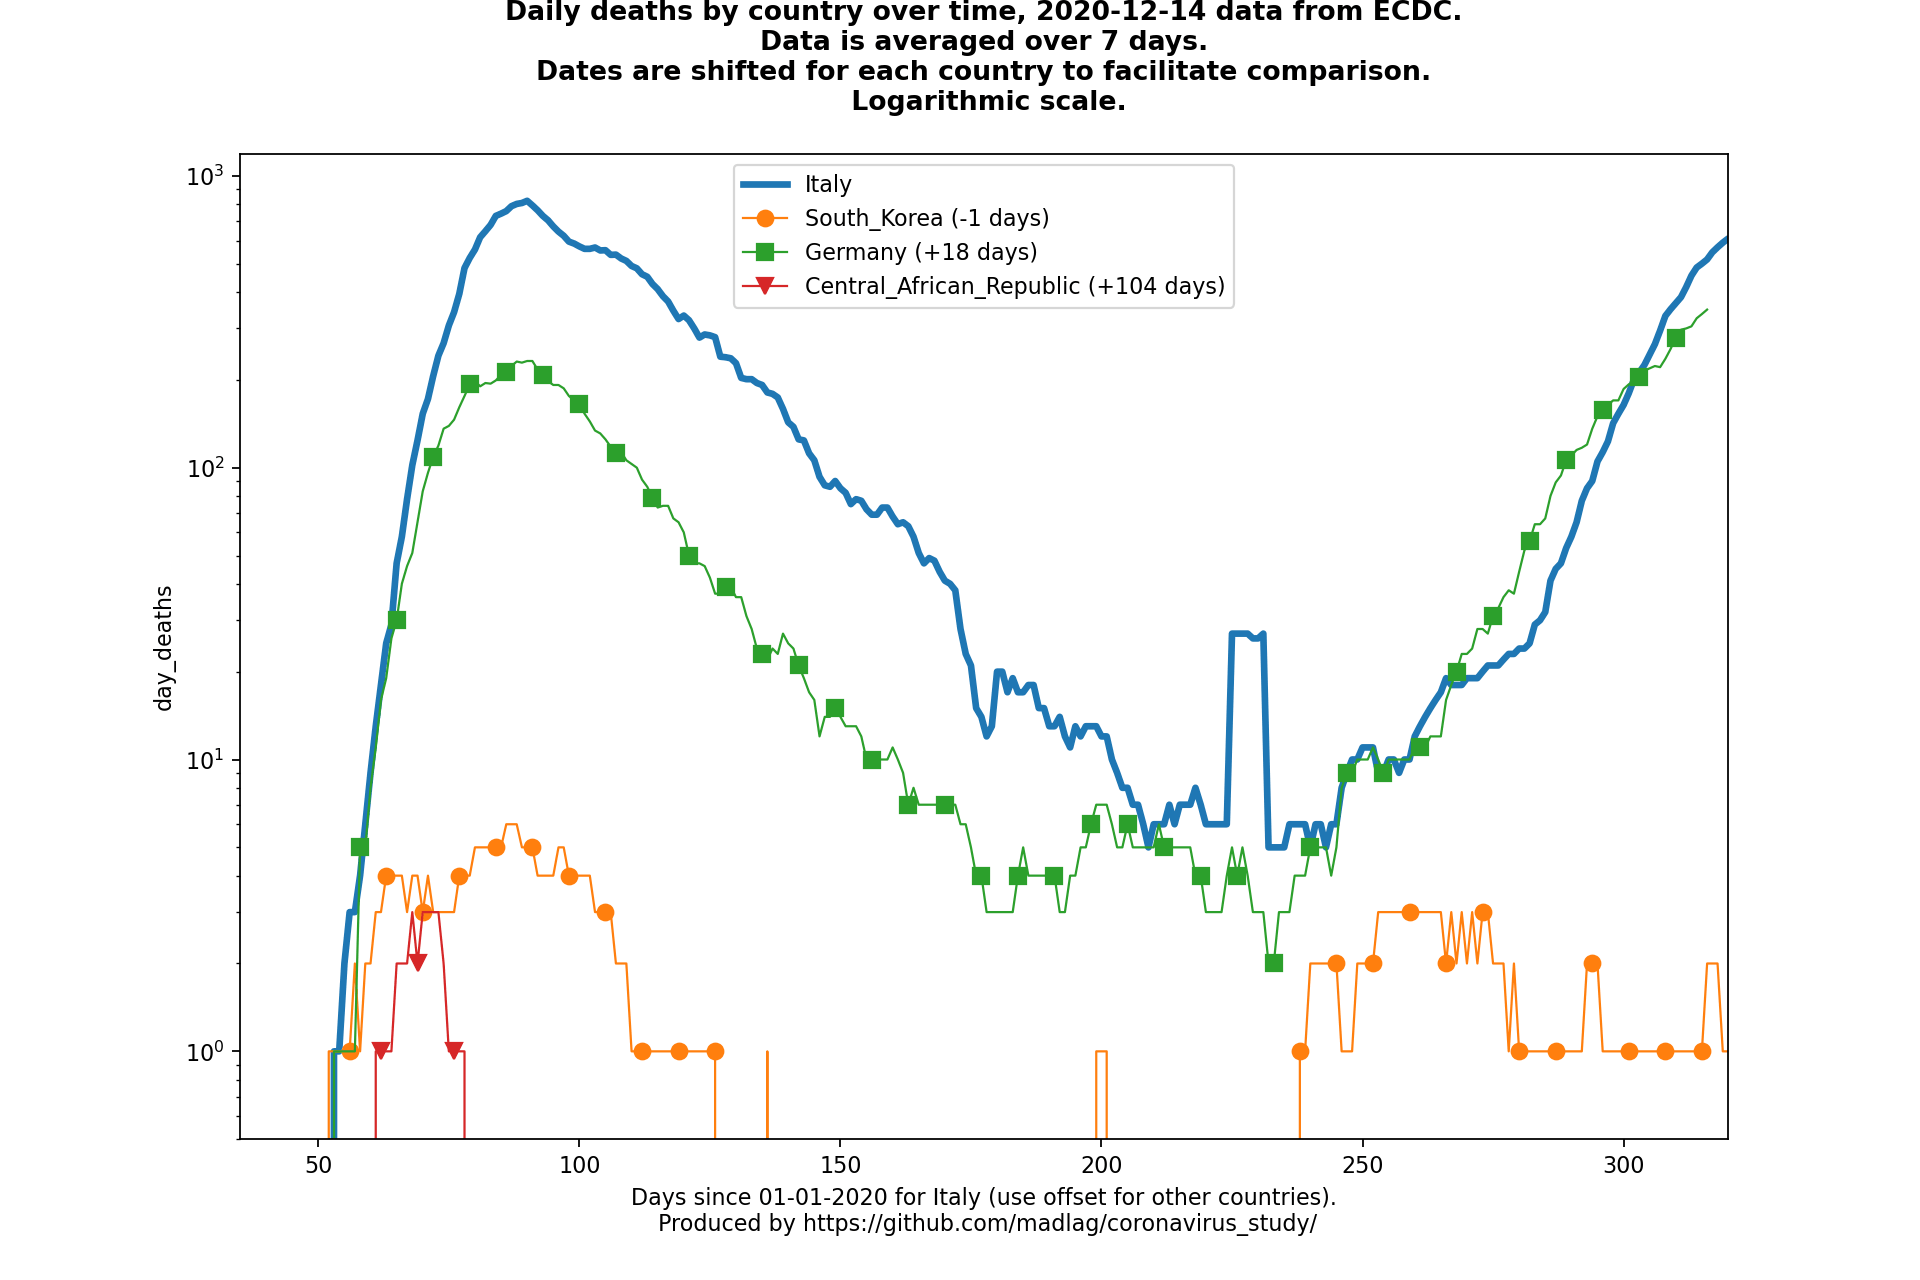 Daily deaths by country over time, 2020-12-14 data from ECDC.
Data is averaged over 7 days.
Dates are shifted for each country to facilitate comparison.
Logarithmic scale.
10³
Italy
South_Korea (-1 days)
Germany (+18 days)
Central_African_Republic (+104 days)
10²
day_deaths
10¹
10⁰
50 100 150 200 250 300
Days since 01-01-2020 for Italy (use offset for other countries).
Produced by https://github.com/madlag/coronavirus_study/